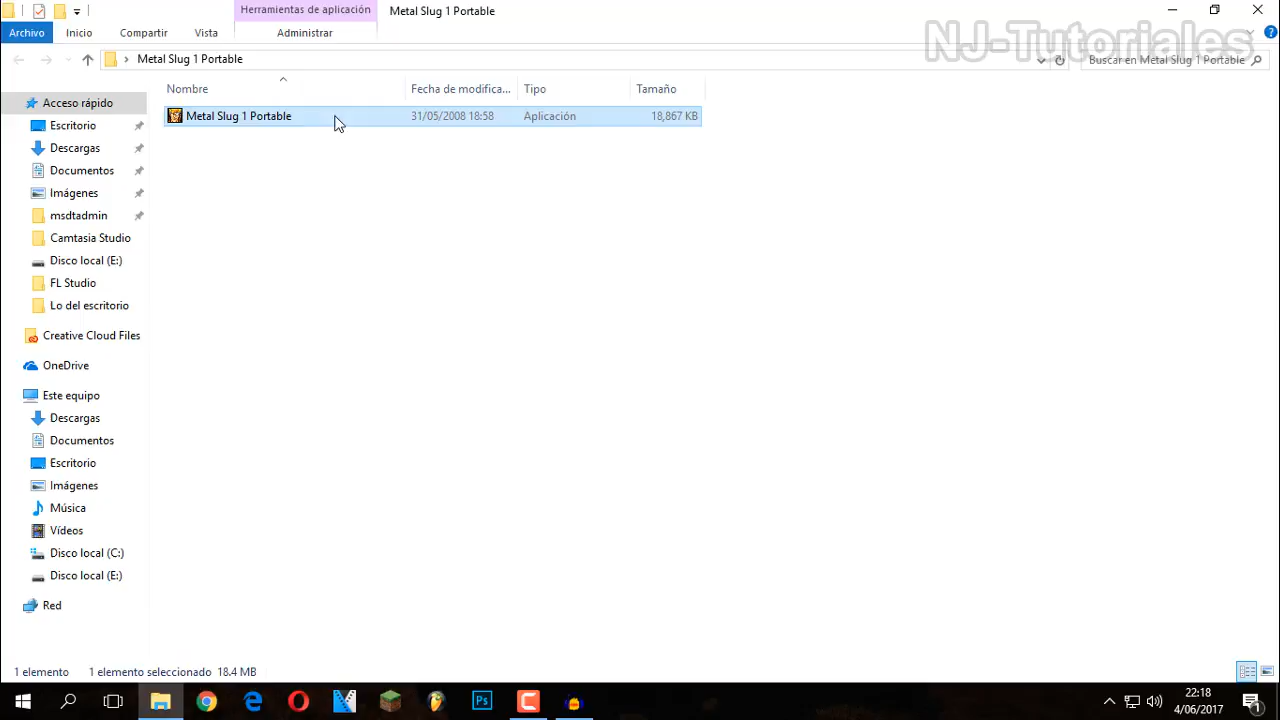 Herramientas de aplicación
Metal Slug 1 Portable
Archivo
Inicio
Compartir
Vista
Administrar
NJ-Tutoriales
Metal Slug 1 Portable
Buscar en Metal Slug 1 Portable
Nombre
Fecha de modifica...
Tipo
Tamaño
Metal Slug 1 Portable
31/05/2008 18:58
Aplicación
18,867 KB
Acceso rápido
Escritorio
Descargas
Documentos
Imágenes
msdtadmin
Camtasia Studio
Disco local (E:)
FL Studio
Lo del escritorio
Creative Cloud Files
OneDrive
Este equipo
Descargas
Documentos
Escritorio
Imágenes
Música
Vídeos
Disco local (C:)
Disco local (E:)
Red
1 elemento
1 elemento seleccionado 18.4 MB
Ps
22:18
4/06/2017
1